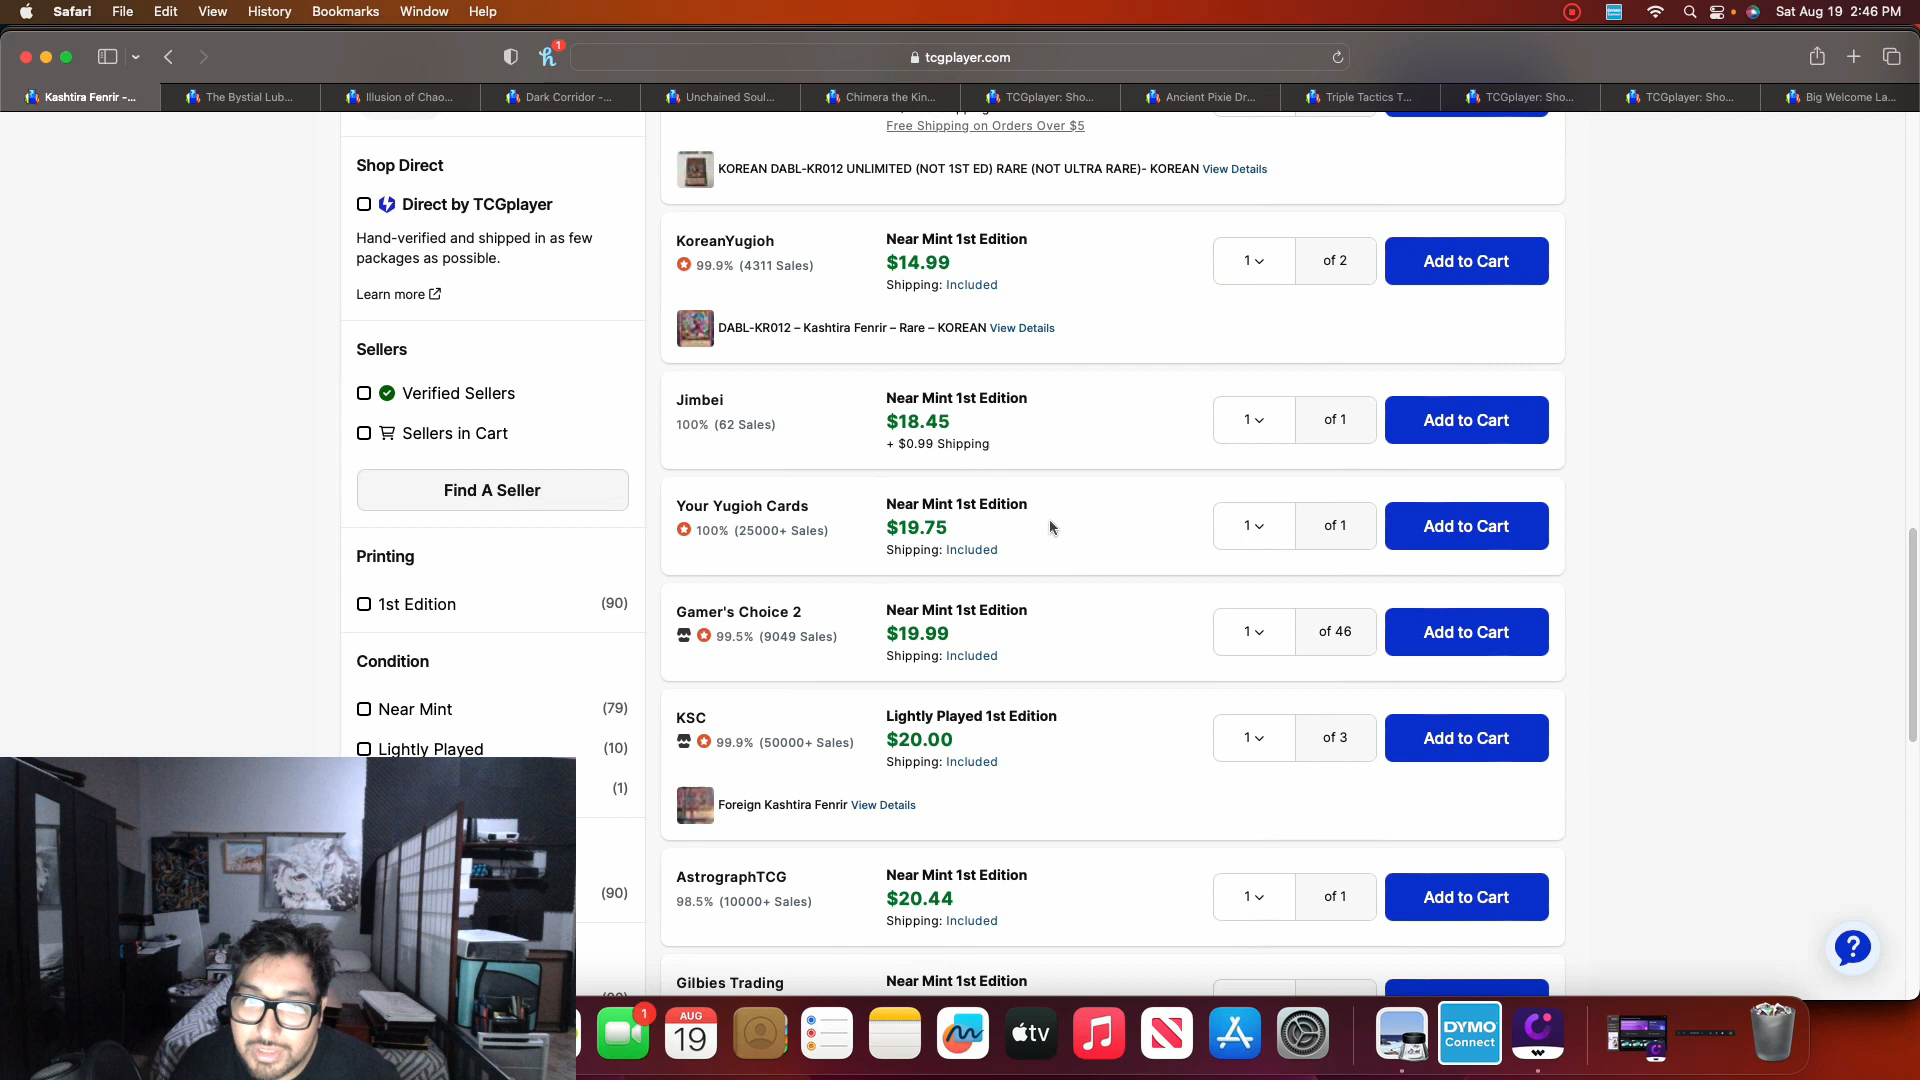 Safari File Edit View History Bookmarks Window Help
Sat Aug 19 2:46 PM
1
tcgplayer.com
Kashtira Fenrir -...
The Bystial Lub...
Illusion of Chao...
Dark Corridor -...
Unchained Soul...
Chimera the Kin...
TCGplayer: Sho...
Ancient Pixie Dr...
Triple Tactics T...
TCGplayer: Sho...
TCGplayer: Sho...
Big Welcome La...
Shop Direct
Direct by TCGplayer
Hand-verified and shipped in as few
packages as possible.
Learn more
Sellers
Verified Sellers
Sellers in Cart
Find A Seller
Printing
1st Edition (90)
Condition
Near Mint (79)
Lightly Played (10)
(1)
(90)
Free Shipping on Orders Over $5
KOREAN DABL-KR012 UNLIMITED (NOT 1ST ED) RARE (NOT ULTRA RARE)- KOREAN View Details
KoreanYugioh
99.9% (4311 Sales)
Near Mint 1st Edition
$14.99
Shipping: Included
1 of 2
Add to Cart
DABL-KR012 – Kashtira Fenrir – Rare – KOREAN View Details
Jimbei
100% (62 Sales)
Near Mint 1st Edition
$18.45
+ $0.99 Shipping
1 of 1
Add to Cart
Your Yugioh Cards
100% (25000+ Sales)
Near Mint 1st Edition
$19.75
Shipping: Included
1 of 1
Add to Cart
Gamer's Choice 2
99.5% (9049 Sales)
Near Mint 1st Edition
$19.99
Shipping: Included
1 of 46
Add to Cart
KSC
99.9% (50000+ Sales)
Lightly Played 1st Edition
$20.00
Shipping: Included
1 of 3
Add to Cart
Foreign Kashtira Fenrir View Details
AstrographTCG
98.5% (10000+ Sales)
Near Mint 1st Edition
$20.44
Shipping: Included
1 of 1
Add to Cart
Gilbies Trading
Near Mint 1st Edition
?
1
AUG
19
tv
DYMO
Connect